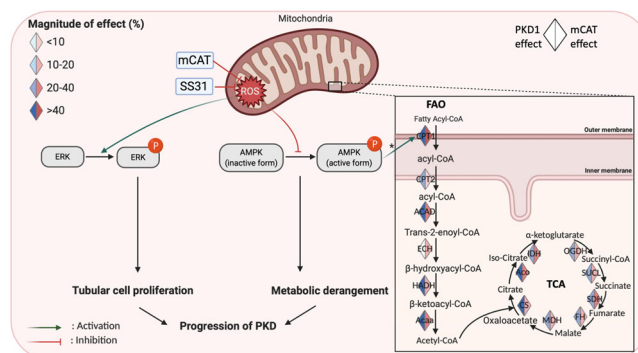 Mitochondria
Magnitude of effect (%)
<10
10-20
20-40
>40
mCAT
SS31
ROS
PKD1
effect
mCAT
effect
ERK
ERK
P
AMPK
(inactive form)
AMPK
(active form)
P
*
Tubular cell proliferation
Metabolic derangement
Progression of PKD
: Activation
: Inhibition
FAO
Fatty Acyl-CoA
Outer membrane
CPT1
acyl-CoA
Inner membrane
CPT2
acyl-CoA
ACAD
Trans-2-enoyl-CoA
ECH
β-hydroxyacyl-CoA
HADH
β-ketoacyl-CoA
Acaa
Acetyl-CoA
TCA
α-ketoglutarate
OGDH
Succinyl-CoA
SUCL
Succinate
SDH
Fumarate
FH
Malate
MDH
Oxaloacetate
CS
Citrate
Aco
Iso-Citrate
IDH